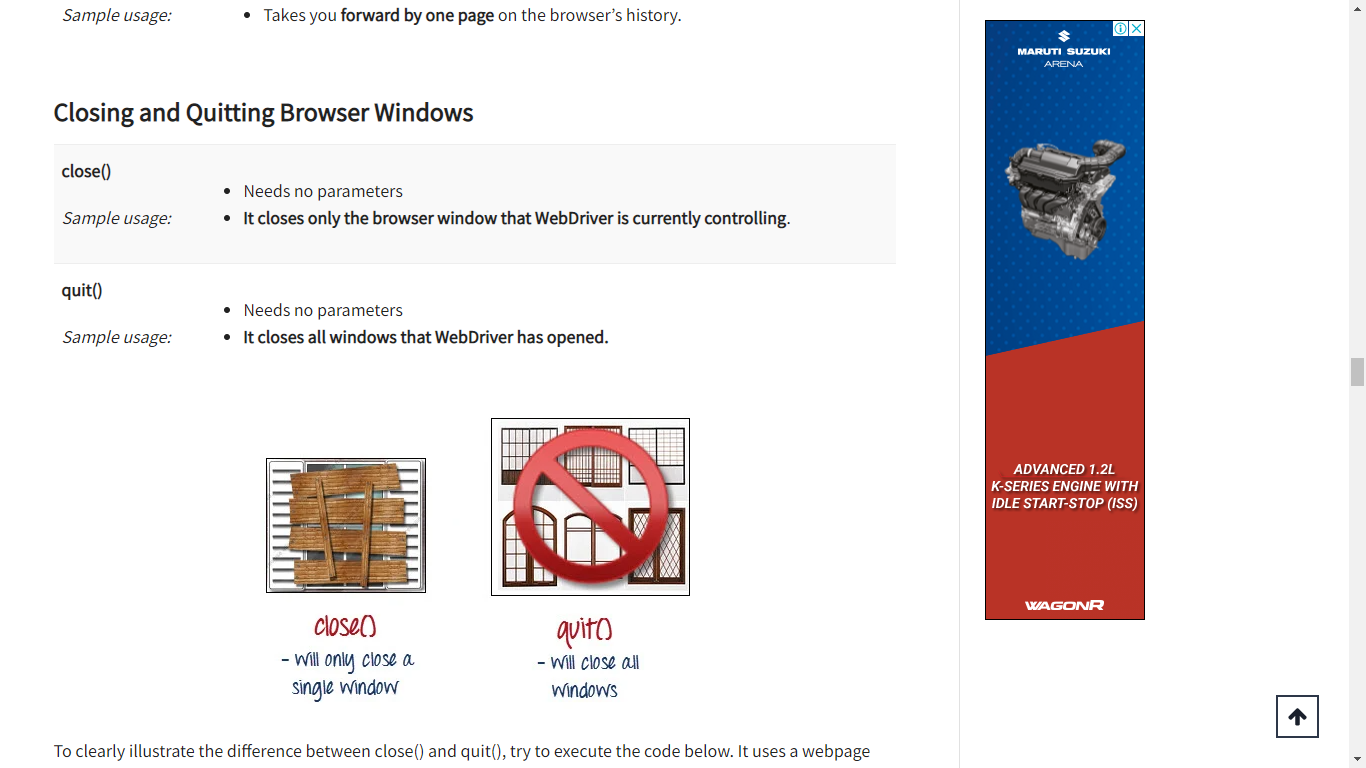 Sample usage:
• Takes you forward by one page on the browser’s history.
Closing and Quitting Browser Windows
close()
• Needs no parameters
Sample usage:
• It closes only the browser window that WebDriver is currently controlling.
quit()
• Needs no parameters
Sample usage:
• It closes all windows that WebDriver has opened.
close()
- will only close a
single window
quit()
- will close all
windows
To clearly illustrate the difference between close() and quit(), try to execute the code below. It uses a webpage
MARUTI SUZUKI
ARENA
ADVANCED 1.2L
K-SERIES ENGINE WITH
IDLE START-STOP (ISS)
WAGONR